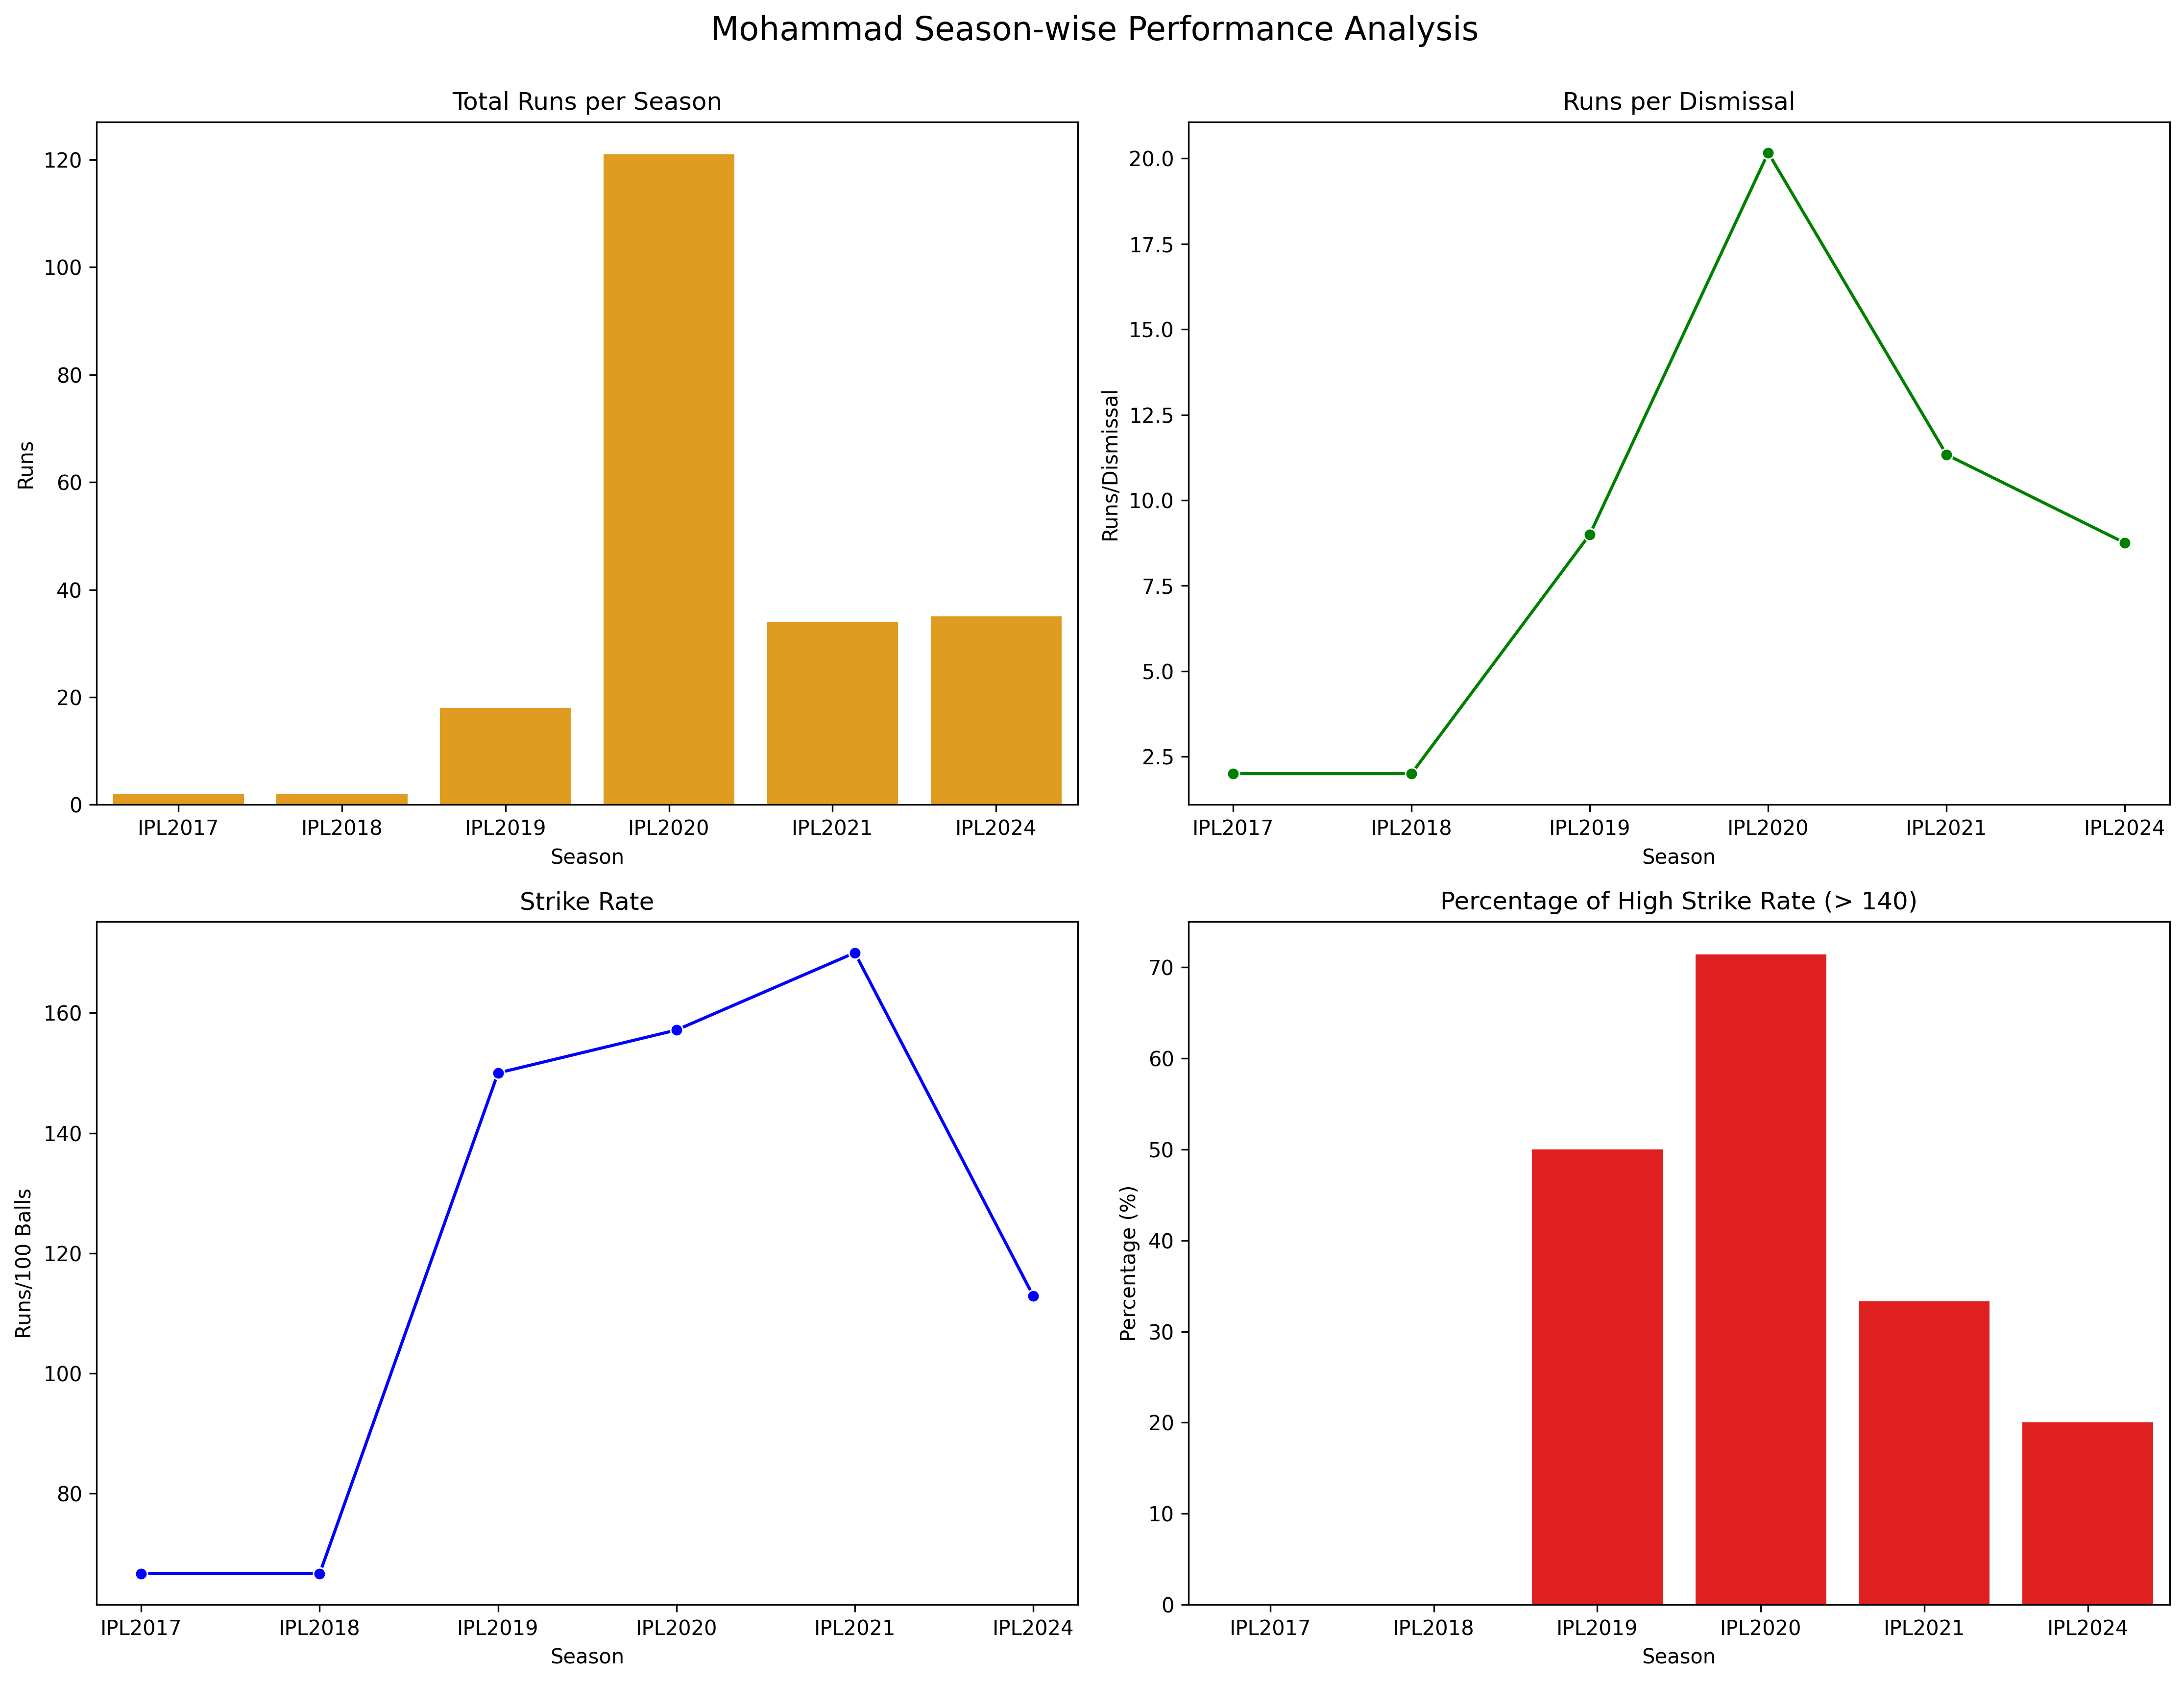 Mohammad Season-wise Performance Analysis
Total Runs per Season
Runs
120
100
80
60
40
20
0
IPL2017 IPL2018 IPL2019 IPL2020 IPL2021 IPL2024
Season
Runs per Dismissal
Runs/Dismissal
20.0
17.5
15.0
12.5
10.0
7.5
5.0
2.5
IPL2017 IPL2018 IPL2019 IPL2020 IPL2021 IPL2024
Season
Strike Rate
Runs/100 Balls
160
140
120
100
80
IPL2017 IPL2018 IPL2019 IPL2020 IPL2021 IPL2024
Season
Percentage of High Strike Rate (> 140)
Percentage (%)
70
60
50
40
30
20
10
0
IPL2017 IPL2018 IPL2019 IPL2020 IPL2021 IPL2024
Season